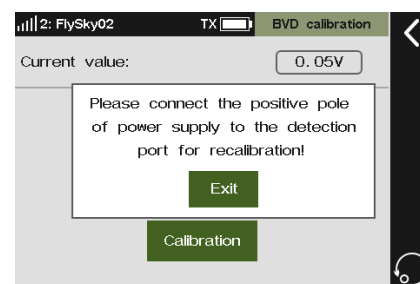 2: FlySky02 TX BVD calibration
Current value: 0.05V
Please connect the positive pole
of power supply to the detection
port for recalibration!
Exit
Calibration